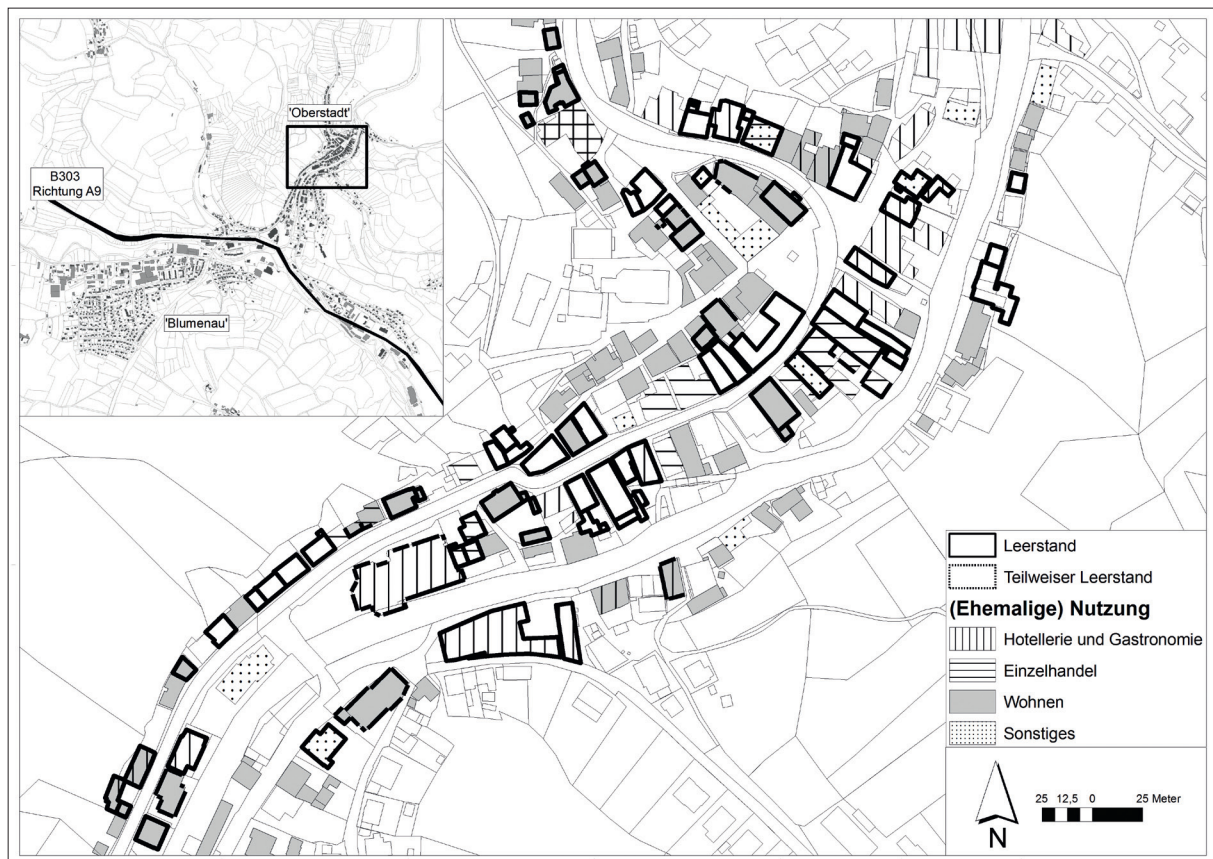 'Oberstadt'
B303
Richtung A9
'Blumenau'
Leerstand
Teilweiser Leerstand
(Ehemalige) Nutzung
Hotellerie und Gastronomie
Einzelhandel
Wohnen
Sonstiges
25 12,5 0 25 Meter
N